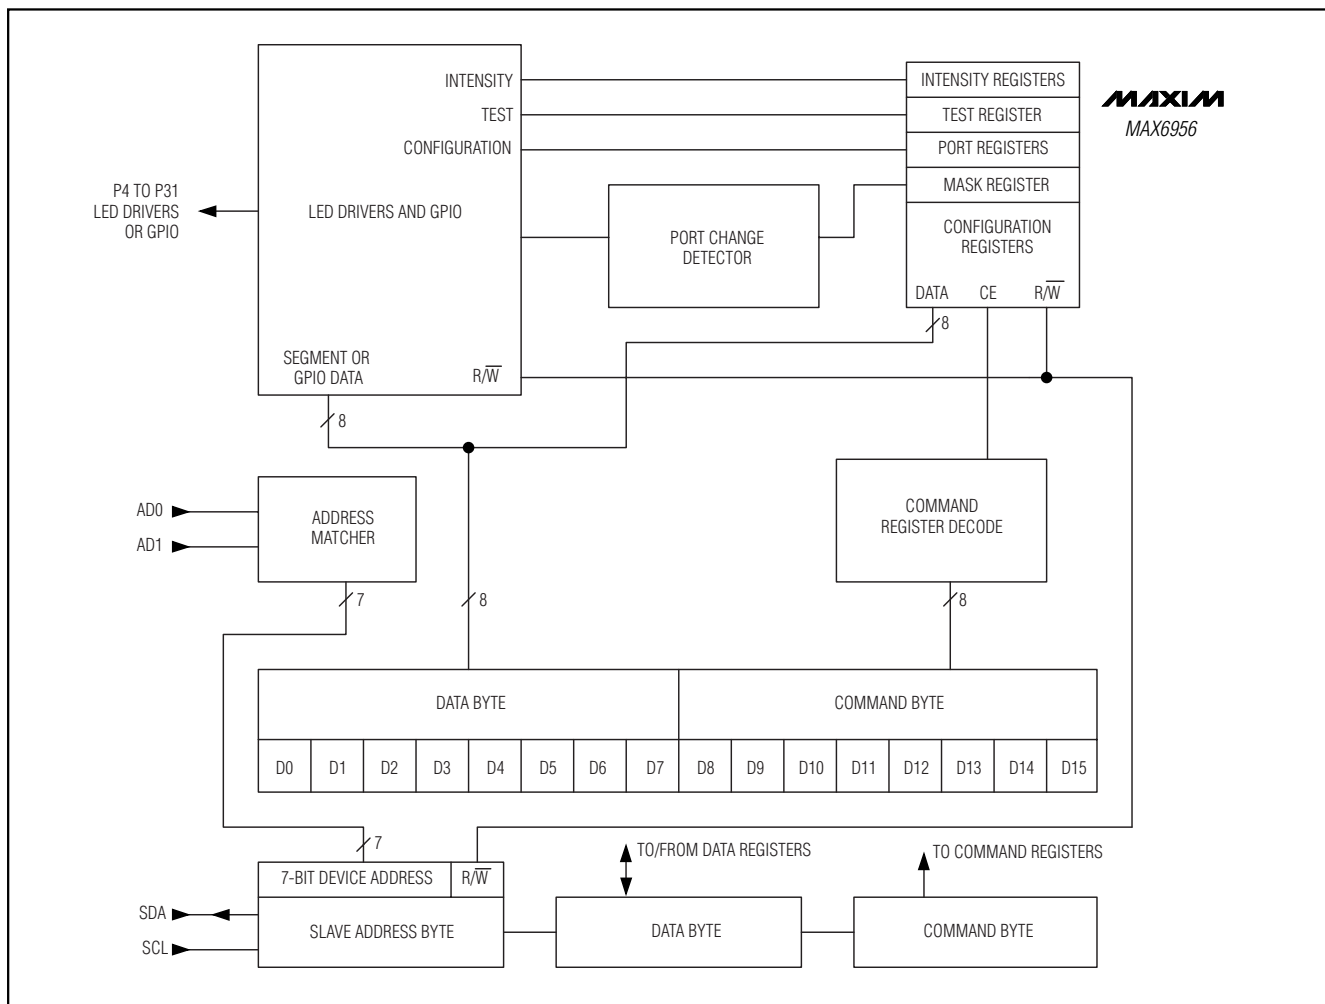 INTENSITY
TEST
CONFIGURATION
LED DRIVERS AND GPIO
SEGMENT OR
GPIO DATA
R/W̅
P4 TO P31
LED DRIVERS
OR GPIO
PORT CHANGE
DETECTOR
INTENSITY REGISTERS
TEST REGISTER
PORT REGISTERS
MASK REGISTER
CONFIGURATION
REGISTERS
DATA CE R/W̅
MAXIM
MAX6956
8
8
AD0
AD1
ADDRESS
MATCHER
COMMAND
REGISTER DECODE
7
8
8
DATA BYTE
COMMAND BYTE
D0 D1 D2 D3 D4 D5 D6 D7 D8 D9 D10 D11 D12 D13 D14 D15
7
TO/FROM DATA REGISTERS
TO COMMAND REGISTERS
7-BIT DEVICE ADDRESS
R/W̅
SDA
SCL
SLAVE ADDRESS BYTE
DATA BYTE
COMMAND BYTE